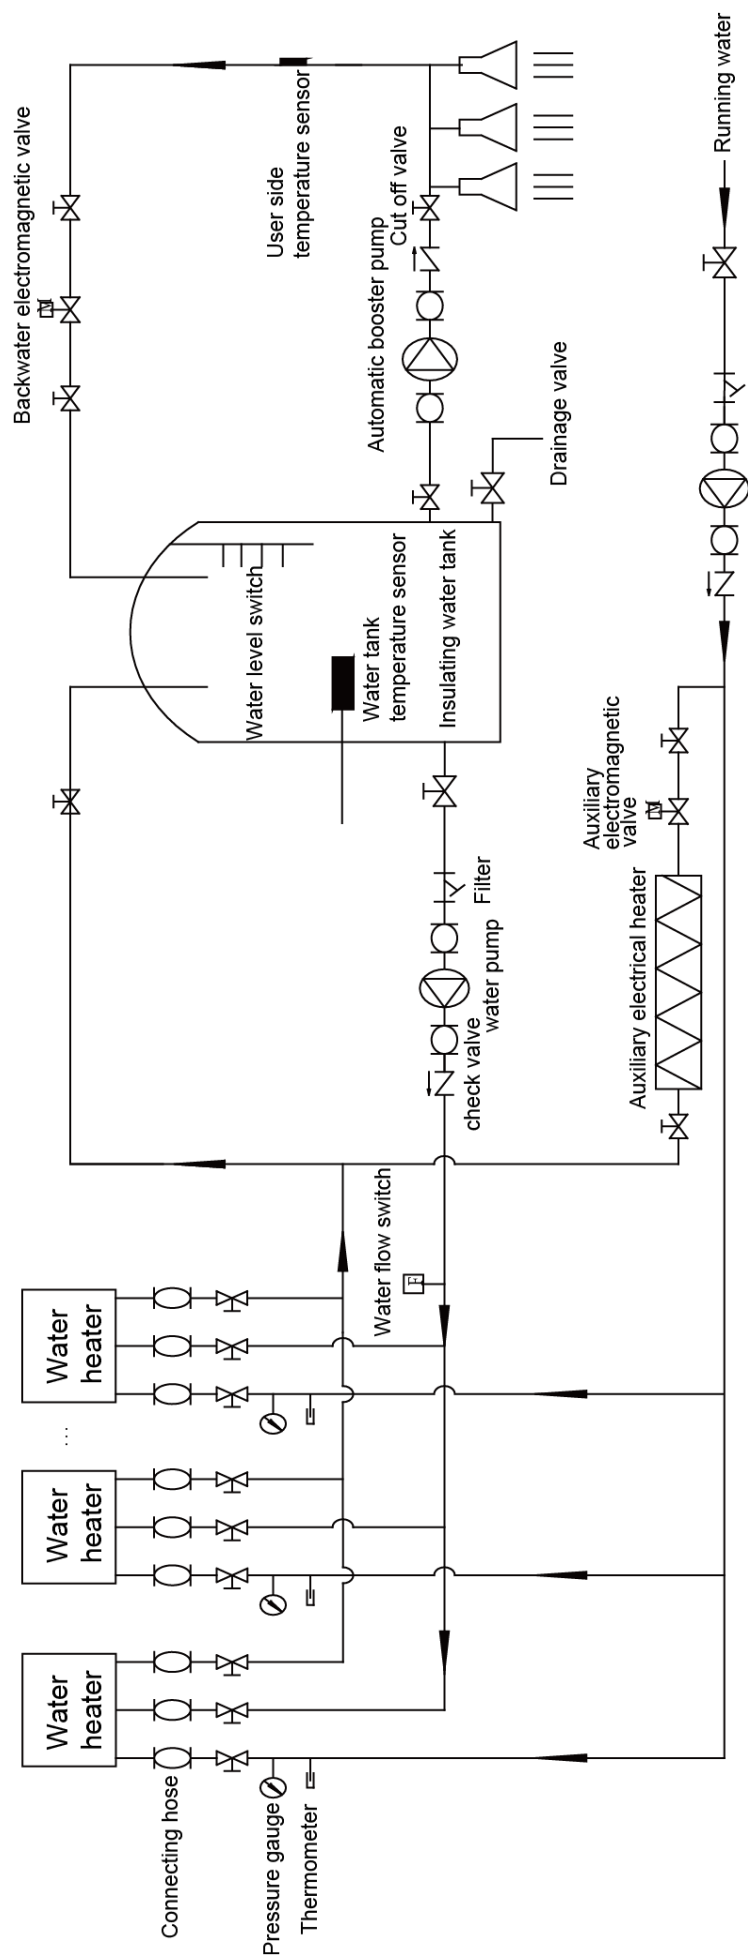 Water
heater
Water
heater
...
Water
heater
Connecting hose
Pressure gauge
Thermometer
Water flow switch
F
check valve
water pump
Filter
Water level switch
Water tank
temperature sensor
Insulating water tank
Backwater electromagnetic valve
M
User side
temperature sensor
Automatic booster pump
Cut off valve
Drainage valve
Auxiliary electrical heater
Auxiliary
electromagnetic
valve
M
Running water